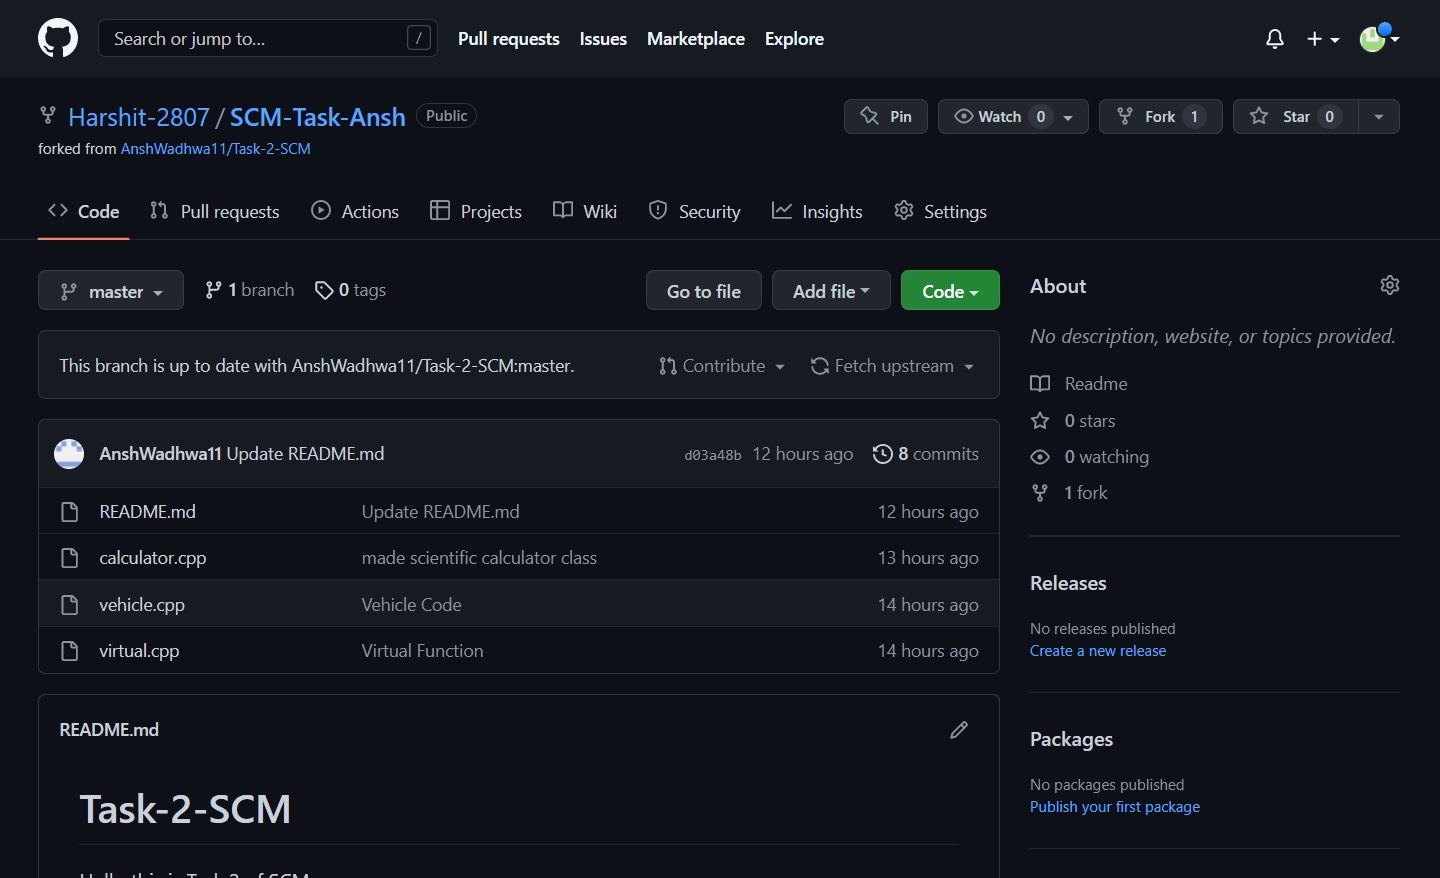 Search or jump to... /
Pull requests Issues Marketplace Explore
Harshit-2807 / SCM-Task-Ansh Public
Pin Watch 0 Fork 1 Star 0
forked from AnshWadhwa11/Task-2-SCM
Code Pull requests Actions Projects Wiki Security Insights Settings
master 1 branch 0 tags Go to file Add file Code
This branch is up to date with AnshWadhwa11/Task-2-SCM:master. Contribute Fetch upstream
AnshWadhwa11 Update README.md d03a48b 12 hours ago 8 commits
README.md Update README.md 12 hours ago
calculator.cpp made scientific calculator class 13 hours ago
vehicle.cpp Vehicle Code 14 hours ago
virtual.cpp Virtual Function 14 hours ago
README.md
Task-2-SCM
About
No description, website, or topics provided.
Readme
0 stars
0 watching
1 fork
Releases
No releases published
Create a new release
Packages
No packages published
Publish your first package